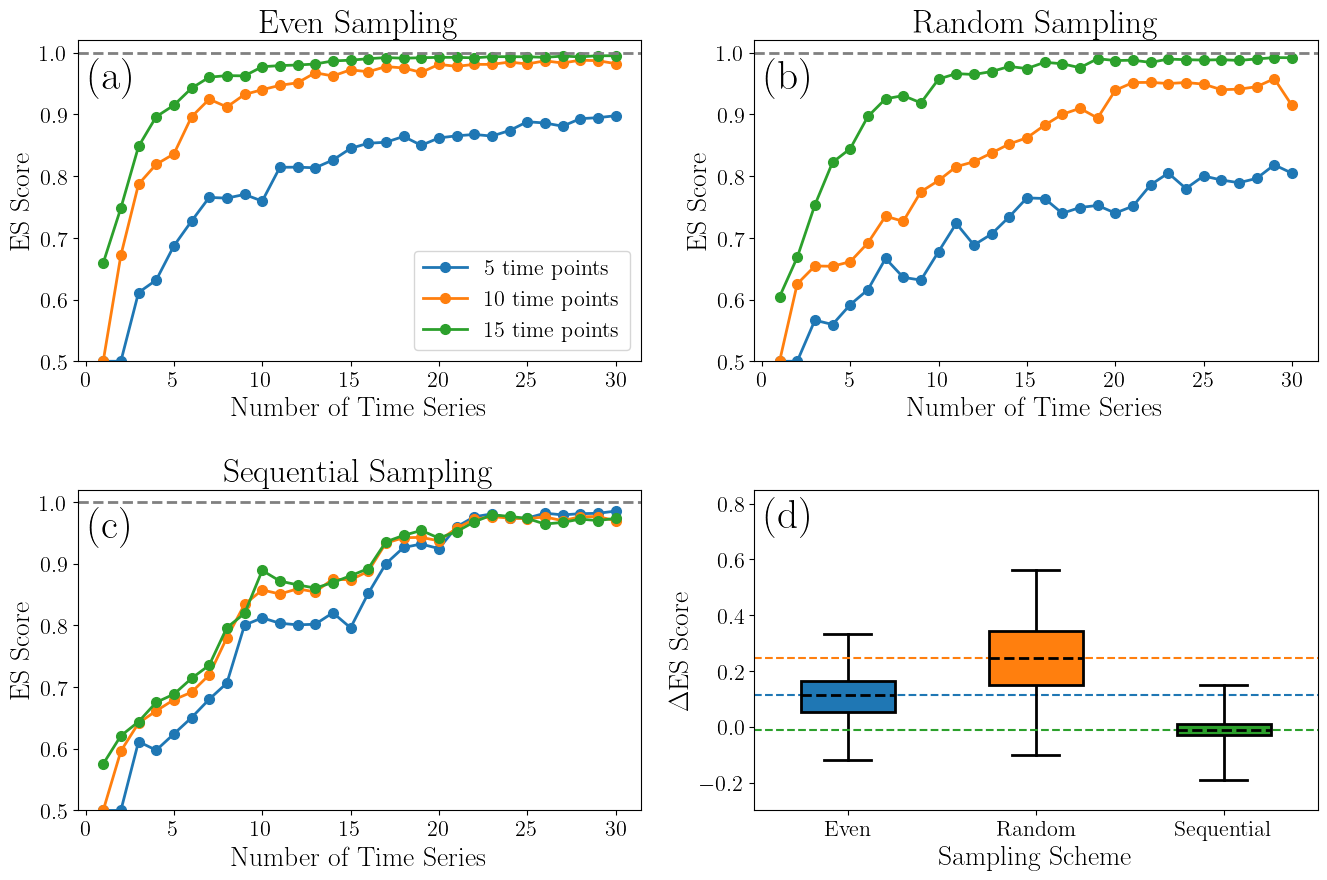 Even Sampling
(a)
ES Score
1.0
0.9
0.8
0.7
0.6
0.5
5 time points
10 time points
15 time points
0 5 10 15 20 25 30
Number of Time Series
Random Sampling
(b)
ES Score
1.0
0.9
0.8
0.7
0.6
0.5
0 5 10 15 20 25 30
Number of Time Series
Sequential Sampling
(c)
ES Score
1.0
0.9
0.8
0.7
0.6
0.5
0 5 10 15 20 25 30
Number of Time Series
(d)
ΔES Score
0.8
0.6
0.4
0.2
0.0
−0.2
Even Random Sequential
Sampling Scheme